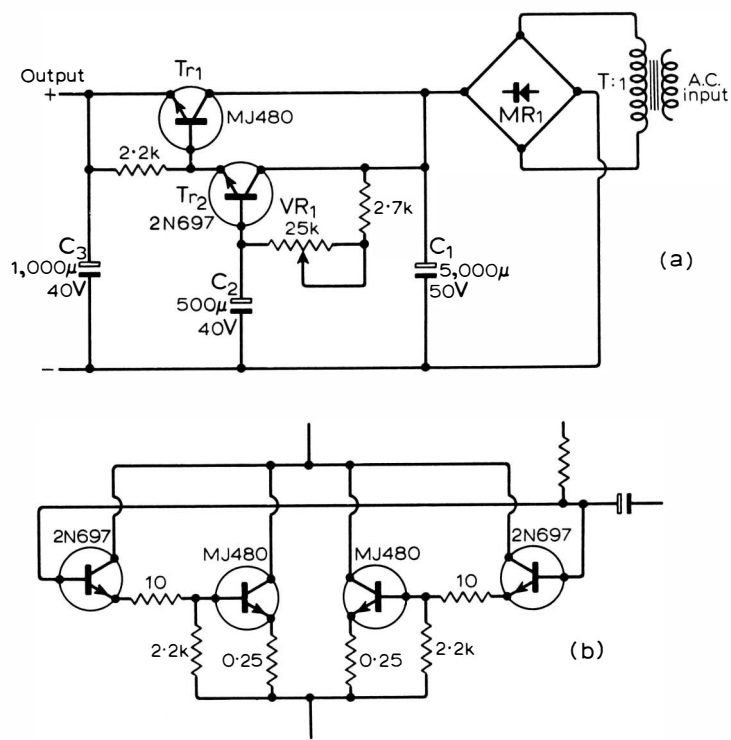 Output
+
Tr₁
MJ480
2·2k
Tr₂
2N697
VR₁
25k
2·7k
C₃
1,000μ
40V
C₂
500μ
40V
C₁
5,000μ
50V
MR₁
T:1
A.C.
input
(a)
−
2N697
10
MJ480
2·2k
0·25
MJ480
0·25
10
2·2k
2N697
(b)